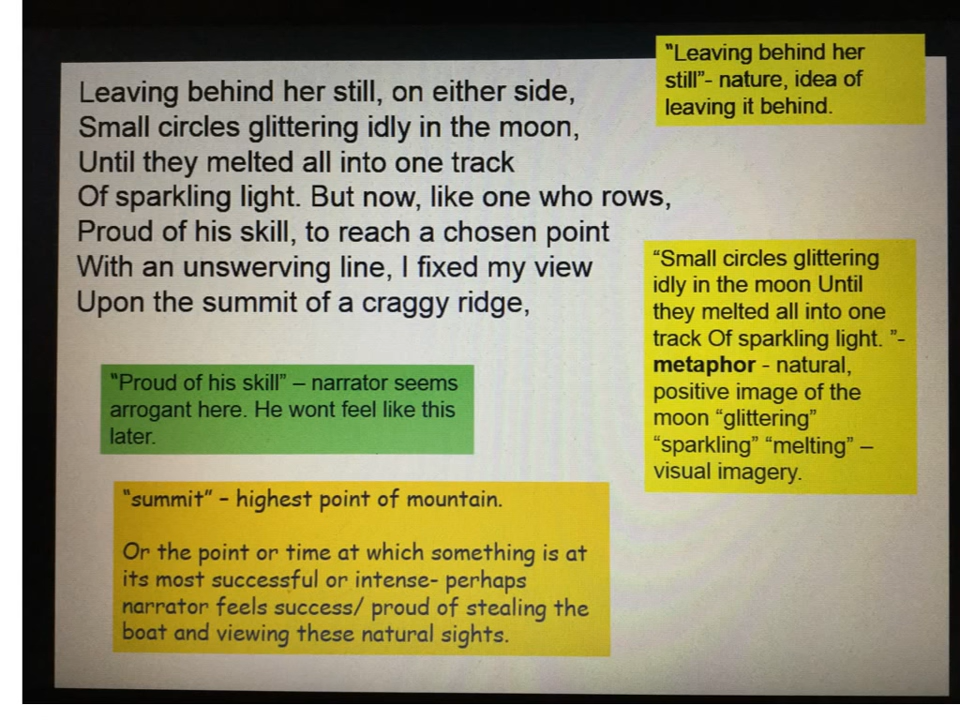 Leaving behind her still, on either side,
Small circles glittering idly in the moon,
Until they melted all into one track
Of sparkling light. But now, like one who rows,
Proud of his skill, to reach a chosen point
With an unswerving line, I fixed my view
Upon the summit of a craggy ridge,
"Leaving behind her
still"- nature, idea of
leaving it behind.
"Small circles glittering
idly in the moon Until
they melted all into one
track Of sparkling light. "-
metaphor - natural,
positive image of the
moon "glittering"
"sparkling" "melting" –
visual imagery.
"Proud of his skill" – narrator seems
arrogant here. He wont feel like this
later.
"summit" – highest point of mountain.
Or the point or time at which something is at
its most successful or intense- perhaps
narrator feels success/ proud of stealing the
boat and viewing these natural sights.